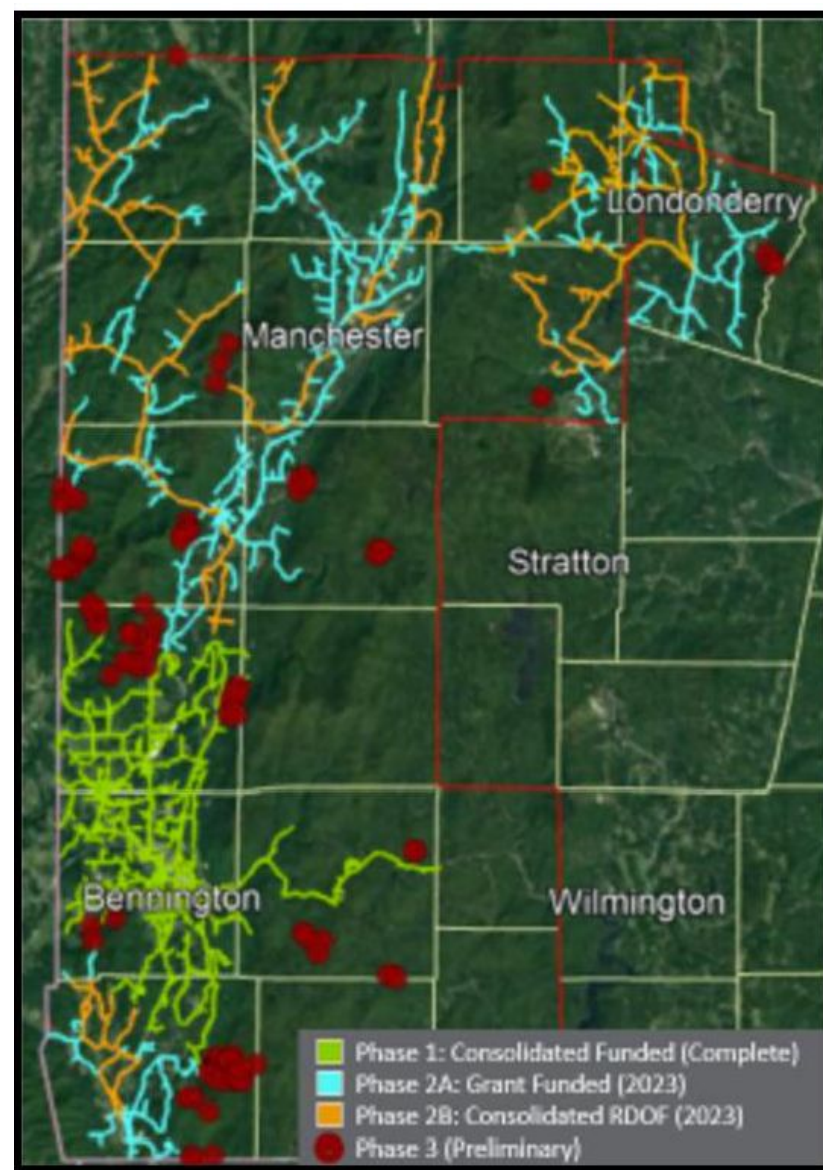 Londonderry
Manchester
Stratton
Bennington
Wilmington
Phase 1: Consolidated Funded (Complete)
Phase 2A: Grant Funded (2023)
Phase 2B: Consolidated RDOF (2023)
Phase 3 (Preliminary)